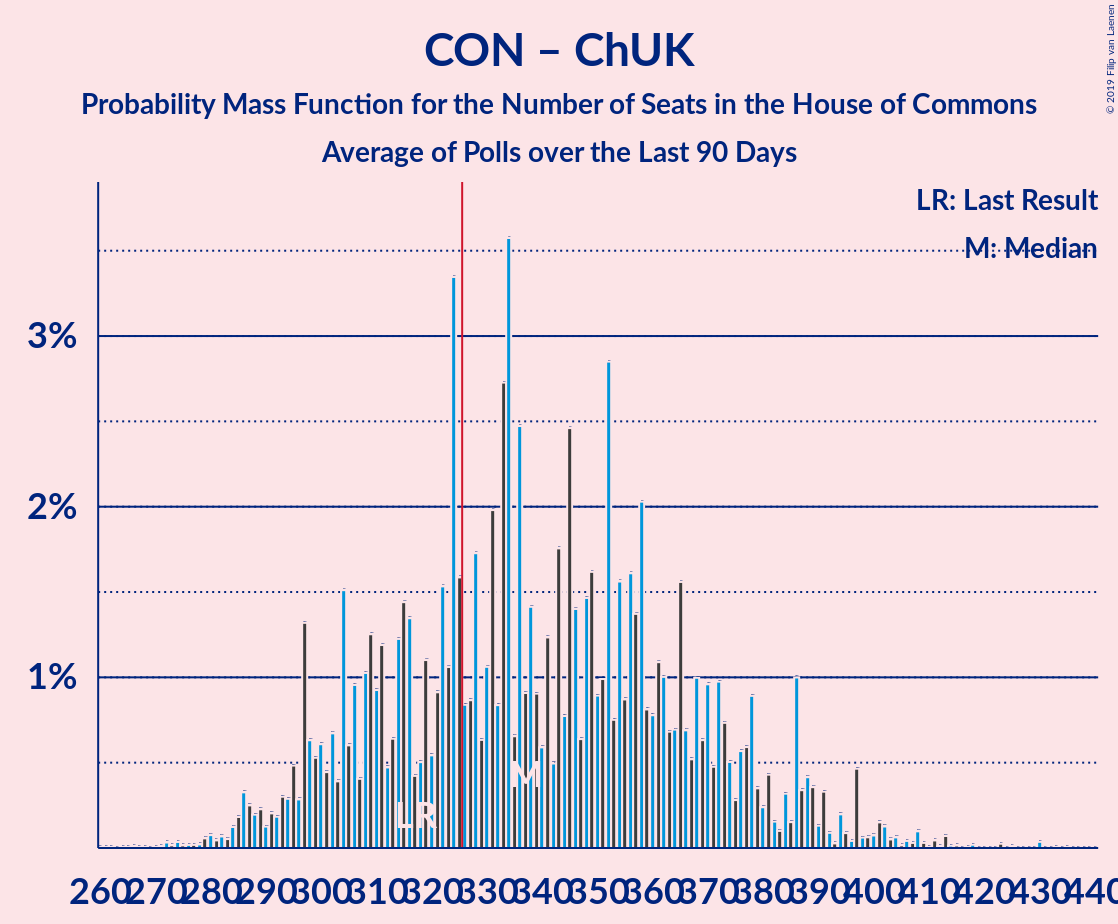 CON – ChUK
Probability Mass Function for the Number of Seats in the House of Commons
Average of Polls over the Last 90 Days
© 2019 Filip van Laenen
LR: Last Result
M: Median
3%
2%
1%
M
LR
260 270 280 290 300 310 320 330 340 350 360 370 380 390 400 410 420 430 440